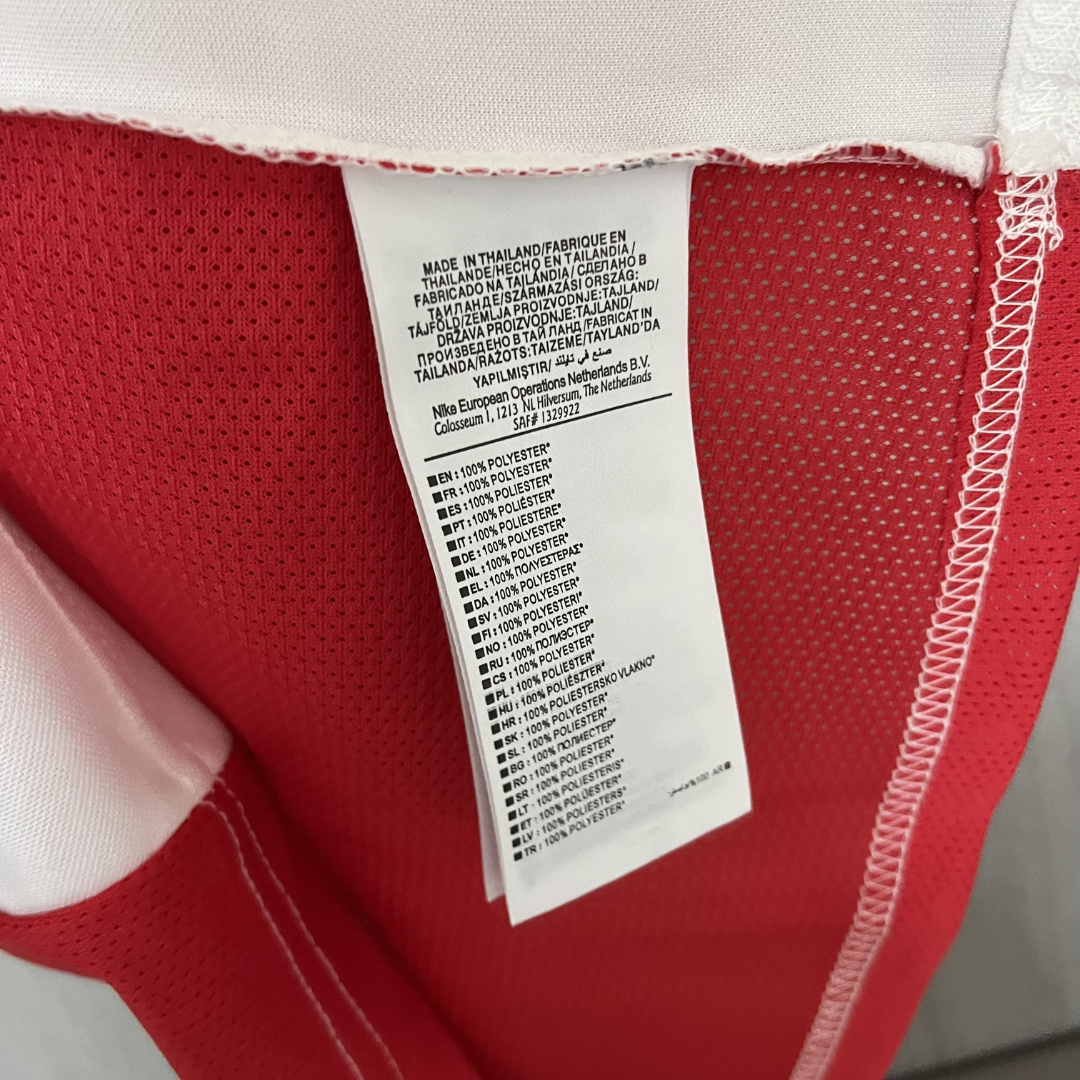 MADE IN THAILAND/FABRIQUE EN
THAILANDE/HECHO EN TAILANDIA /
FABRICADO NA TAILÂNDIA / СДЕЛАНО В
ТАИЛАНДЕ/SZÁRMAZÁSI ORSZÁG:
TÁJFÖLD/ZEMLJA PROIZVODNJE:TAJLAND/
DRŽAVA PROIZVODNJE:TAJLAND/
ПРОИЗВЕДЕНО В ТАЙ ЛАНД /FABRICAT IN
TAILANDA/RAŽOTS:TAIZEME/TAYLAND'DA
YAPILMIŞTIR/ صنع في تايلند
Nike European Operations Netherlands B.V.
Colosseum 1, 1213 NL Hilversum, The Netherlands
SAF# 1329922
■EN : 100% POLYESTER*
■FR : 100% POLYESTER*
■ES : 100% POLIESTER*
■PT : 100% POLIÉSTER*
■IT : 100% POLIESTERE*
■DE : 100% POLYESTER*
■NL : 100% POLYESTER*
■EL : 100% ΠΟΛΥΕΣΤΕΡΑΣ*
■DA : 100% POLYESTER*
■SV : 100% POLYESTER*
■FI : 100% POLYESTERI*
■NO : 100% POLYESTER*
■RU : 100% ПОЛИЭСТЕР*
■CS : 100% POLYESTER*
■PL : 100% POLIESTER*
■HU : 100% POLIÉSZTER*
■HR : 100% POLIESTERSKO VLAKNO*
■SK : 100% POLYESTER*
■SL : 100% POLYESTER*
■BG : 100% ПОЛИЕСТЕР*
■RO : 100% POLIESTER*
■SR : 100% POLIESTER*
■LT : 100% POLIESTERIS*
■ET : 100% POLÜESTER*
■LV : 100% POLIESTERS*
■TR : 100% POLYESTER*
%100 :AR■